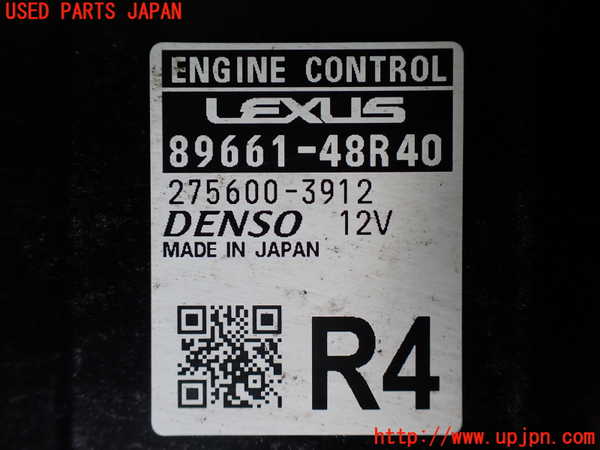 USED PARTS JAPAN
ENGINE CONTROL
LEXUS
89661-48R40
275600-3912
DENSO 12V
MADE IN JAPAN
R4
http://www.upjpn.com/